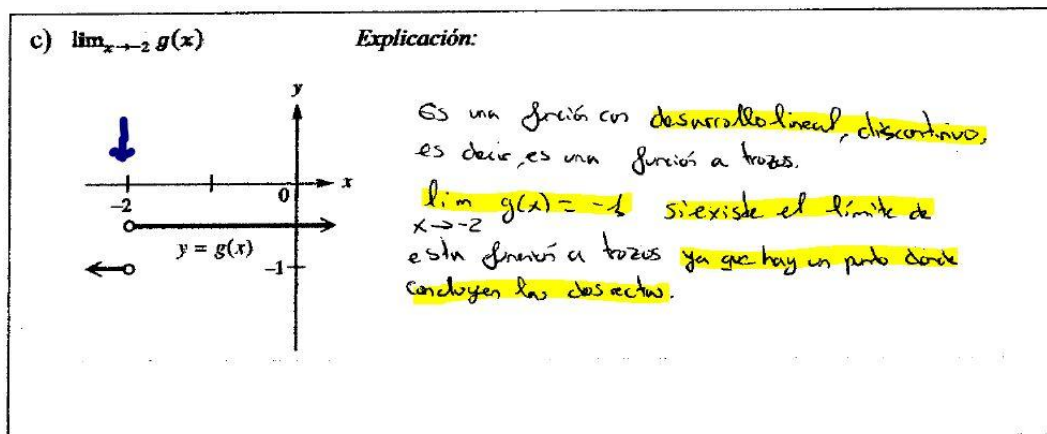 c) lim x→−2 g(x)
Explicación:
y
x
−2
0
y = g(x)
−1
Es una función con desarrollo lineal, discontinuo,
es decir, es una función a trozos.
lim g(x) = -1 si existe el límite de
x→-2
esta función a trozos ya que hay un punto donde
concluyen las dos rectas.